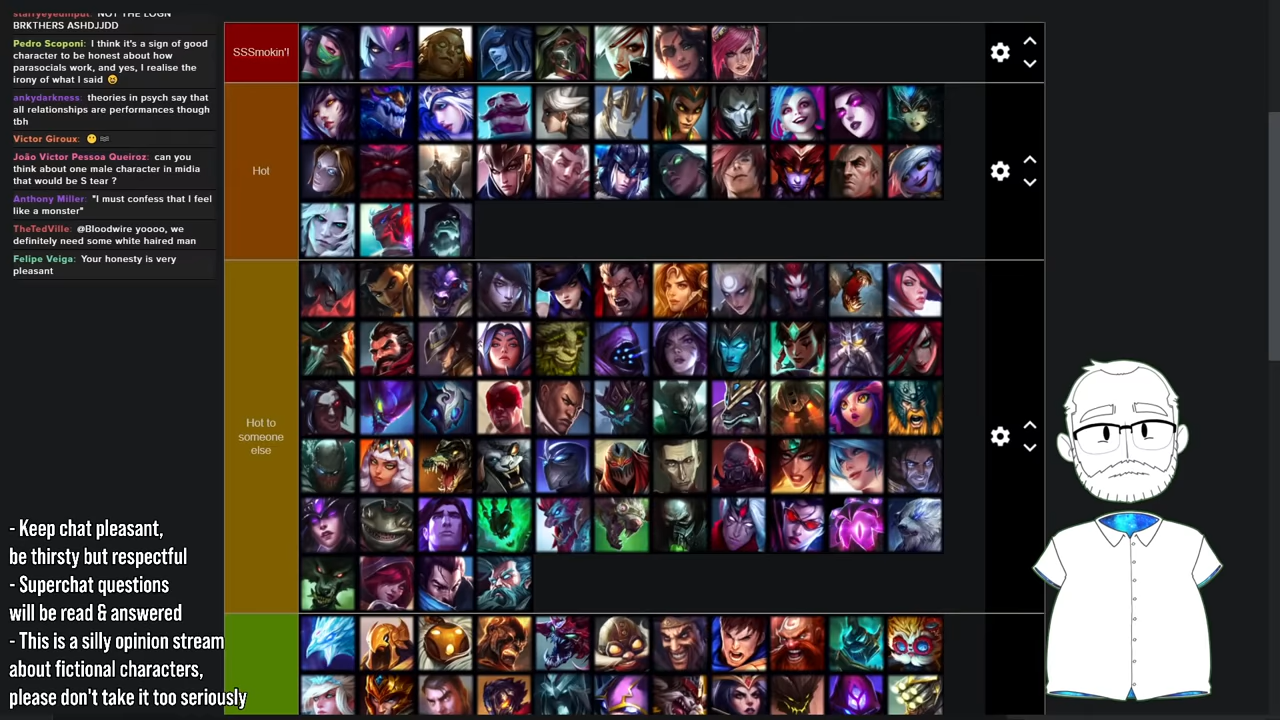 starryeyedinput: NOT THE LOGN
BRKTHERS ASHDJJDD
Pedro Scoponi: I think it's a sign of good
character to be honest about how
parasocials work, and yes, I realise the
irony of what I said 😅
ankydarkness: theories in psych say that
all relationships are performances though
tbh
Victor Giroux:
João Victor Pessoa Queiroz: can you
think about one male character in midia
that would be S tear ?
Anthony Miller: "I must confess that I feel
like a monster"
TheTedVille: @Bloodwire yoooo, we
definitely need some white haired man
Felipe Veiga: Your honesty is very
pleasant
SSSmokin'!
Hot
Hot to
someone
else
- Keep chat pleasant,
be thirsty but respectful
- Superchat questions
will be read & answered
- This is a silly opinion stream
about fictional characters,
please don't take it too seriously